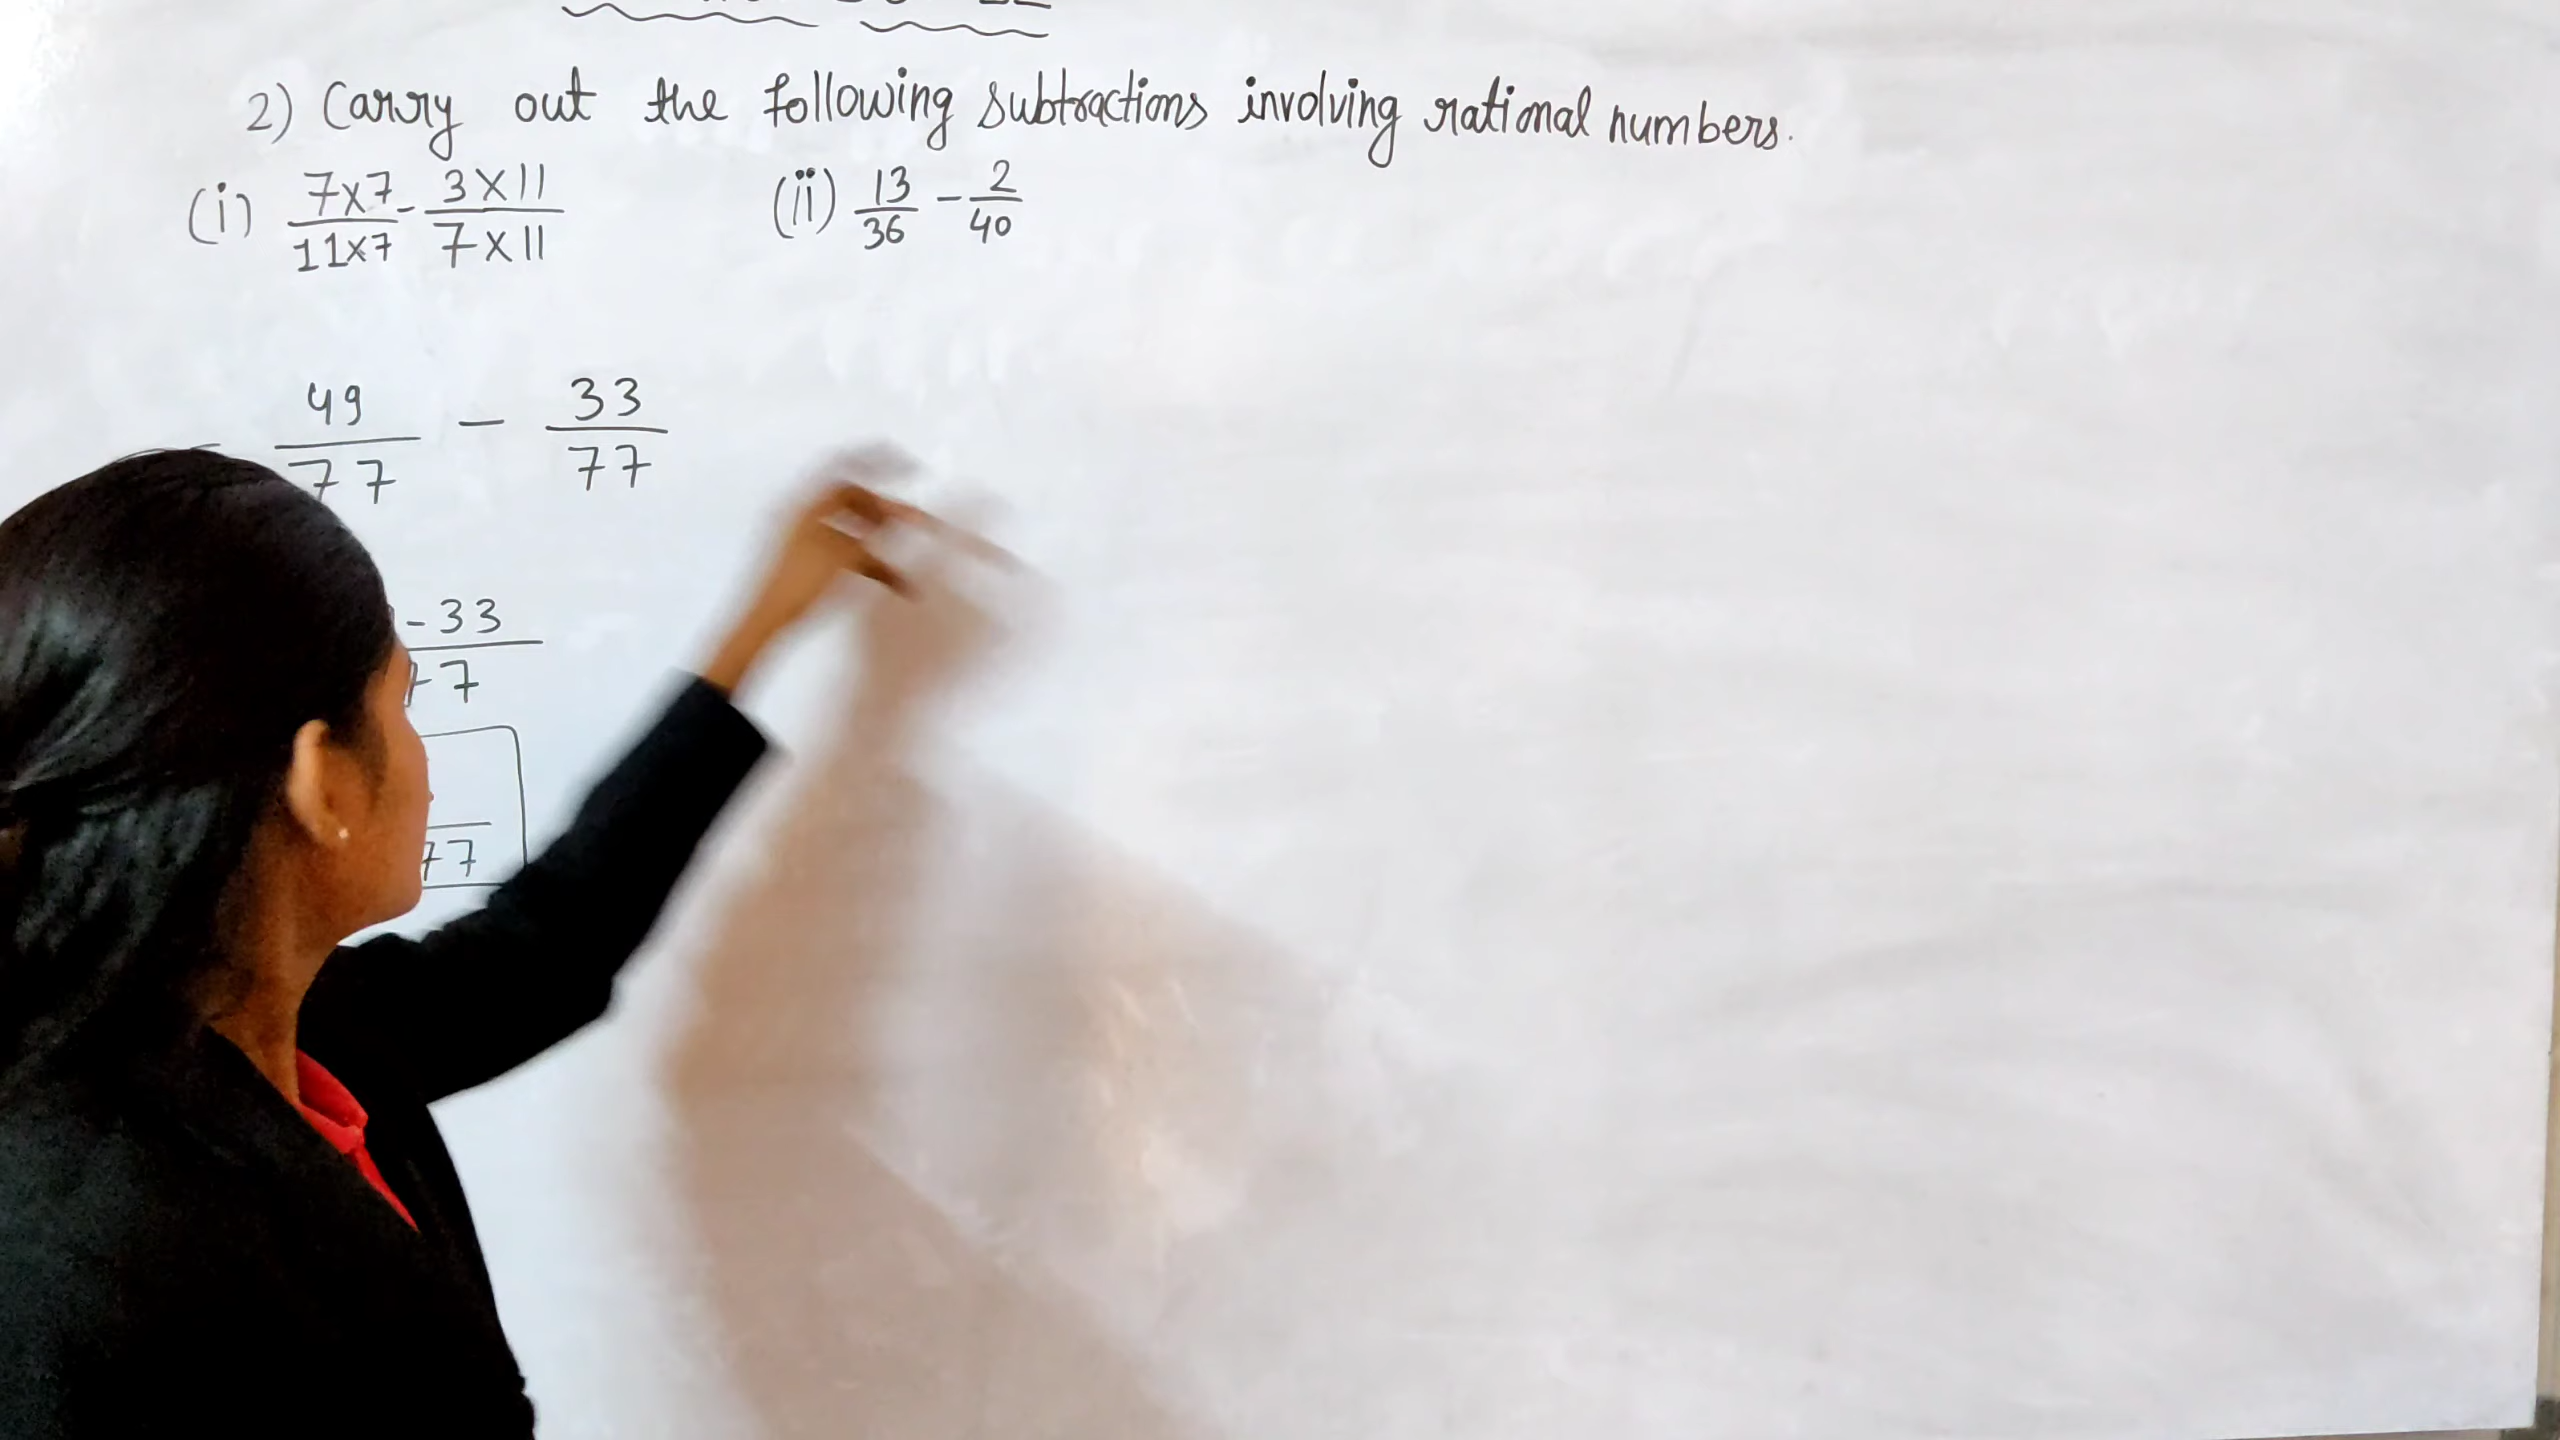 2) Carry out the following subtractions involving rational numbers.
(i) 7x7/11x7 - 3x11/7x11 (ii) 13/36 - 2/40
49/77 - 33/77
-33
7
77